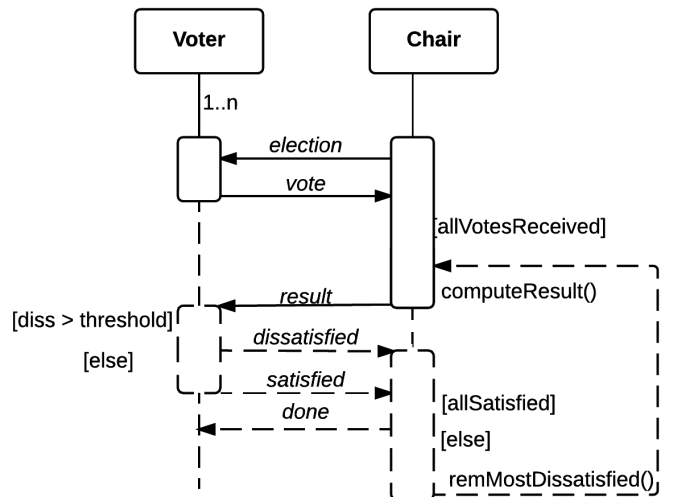 Voter
Chair
1..n
election
vote
[allVotesReceived]
computeResult()
result
[diss > threshold]
dissatisfied
[else]
satisfied
[allSatisfied]
done
[else]
remMostDissatisfied()